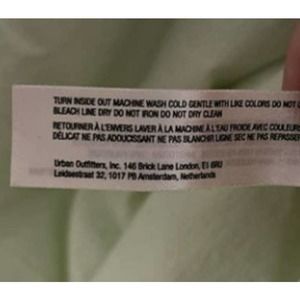 TURN INSIDE OUT MACHINE WASH COLD GENTLE WITH LIKE COLORS DO NOT
BLEACH LINE DRY DO NOT IRON DO NOT DRY CLEAN
RETOURNER À L'ENVERS LAVER À LA MACHINE À L'EAU FROIDE AVEC COULEURS
DÉLICAT NE PAS ADOUCISSANT NE PAS BLANCHIR LIGNE SEC NE PAS REPASSER
Urban Outfitters, Inc. 146 Brick Lane London, E1 6RU
Leidsestraat 32, 1017 PB Amsterdam, Netherlands